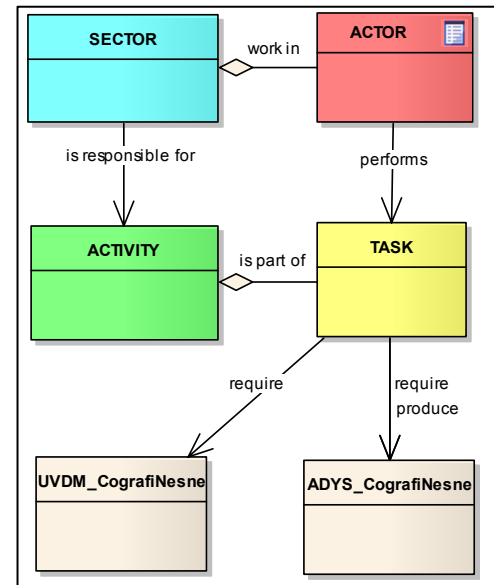 SECTOR
work in
ACTOR
is responsible for
performs
ACTIVITY
is part of
TASK
require
require
produce
UVDM_CografiNesne
ADYS_CografiNesne